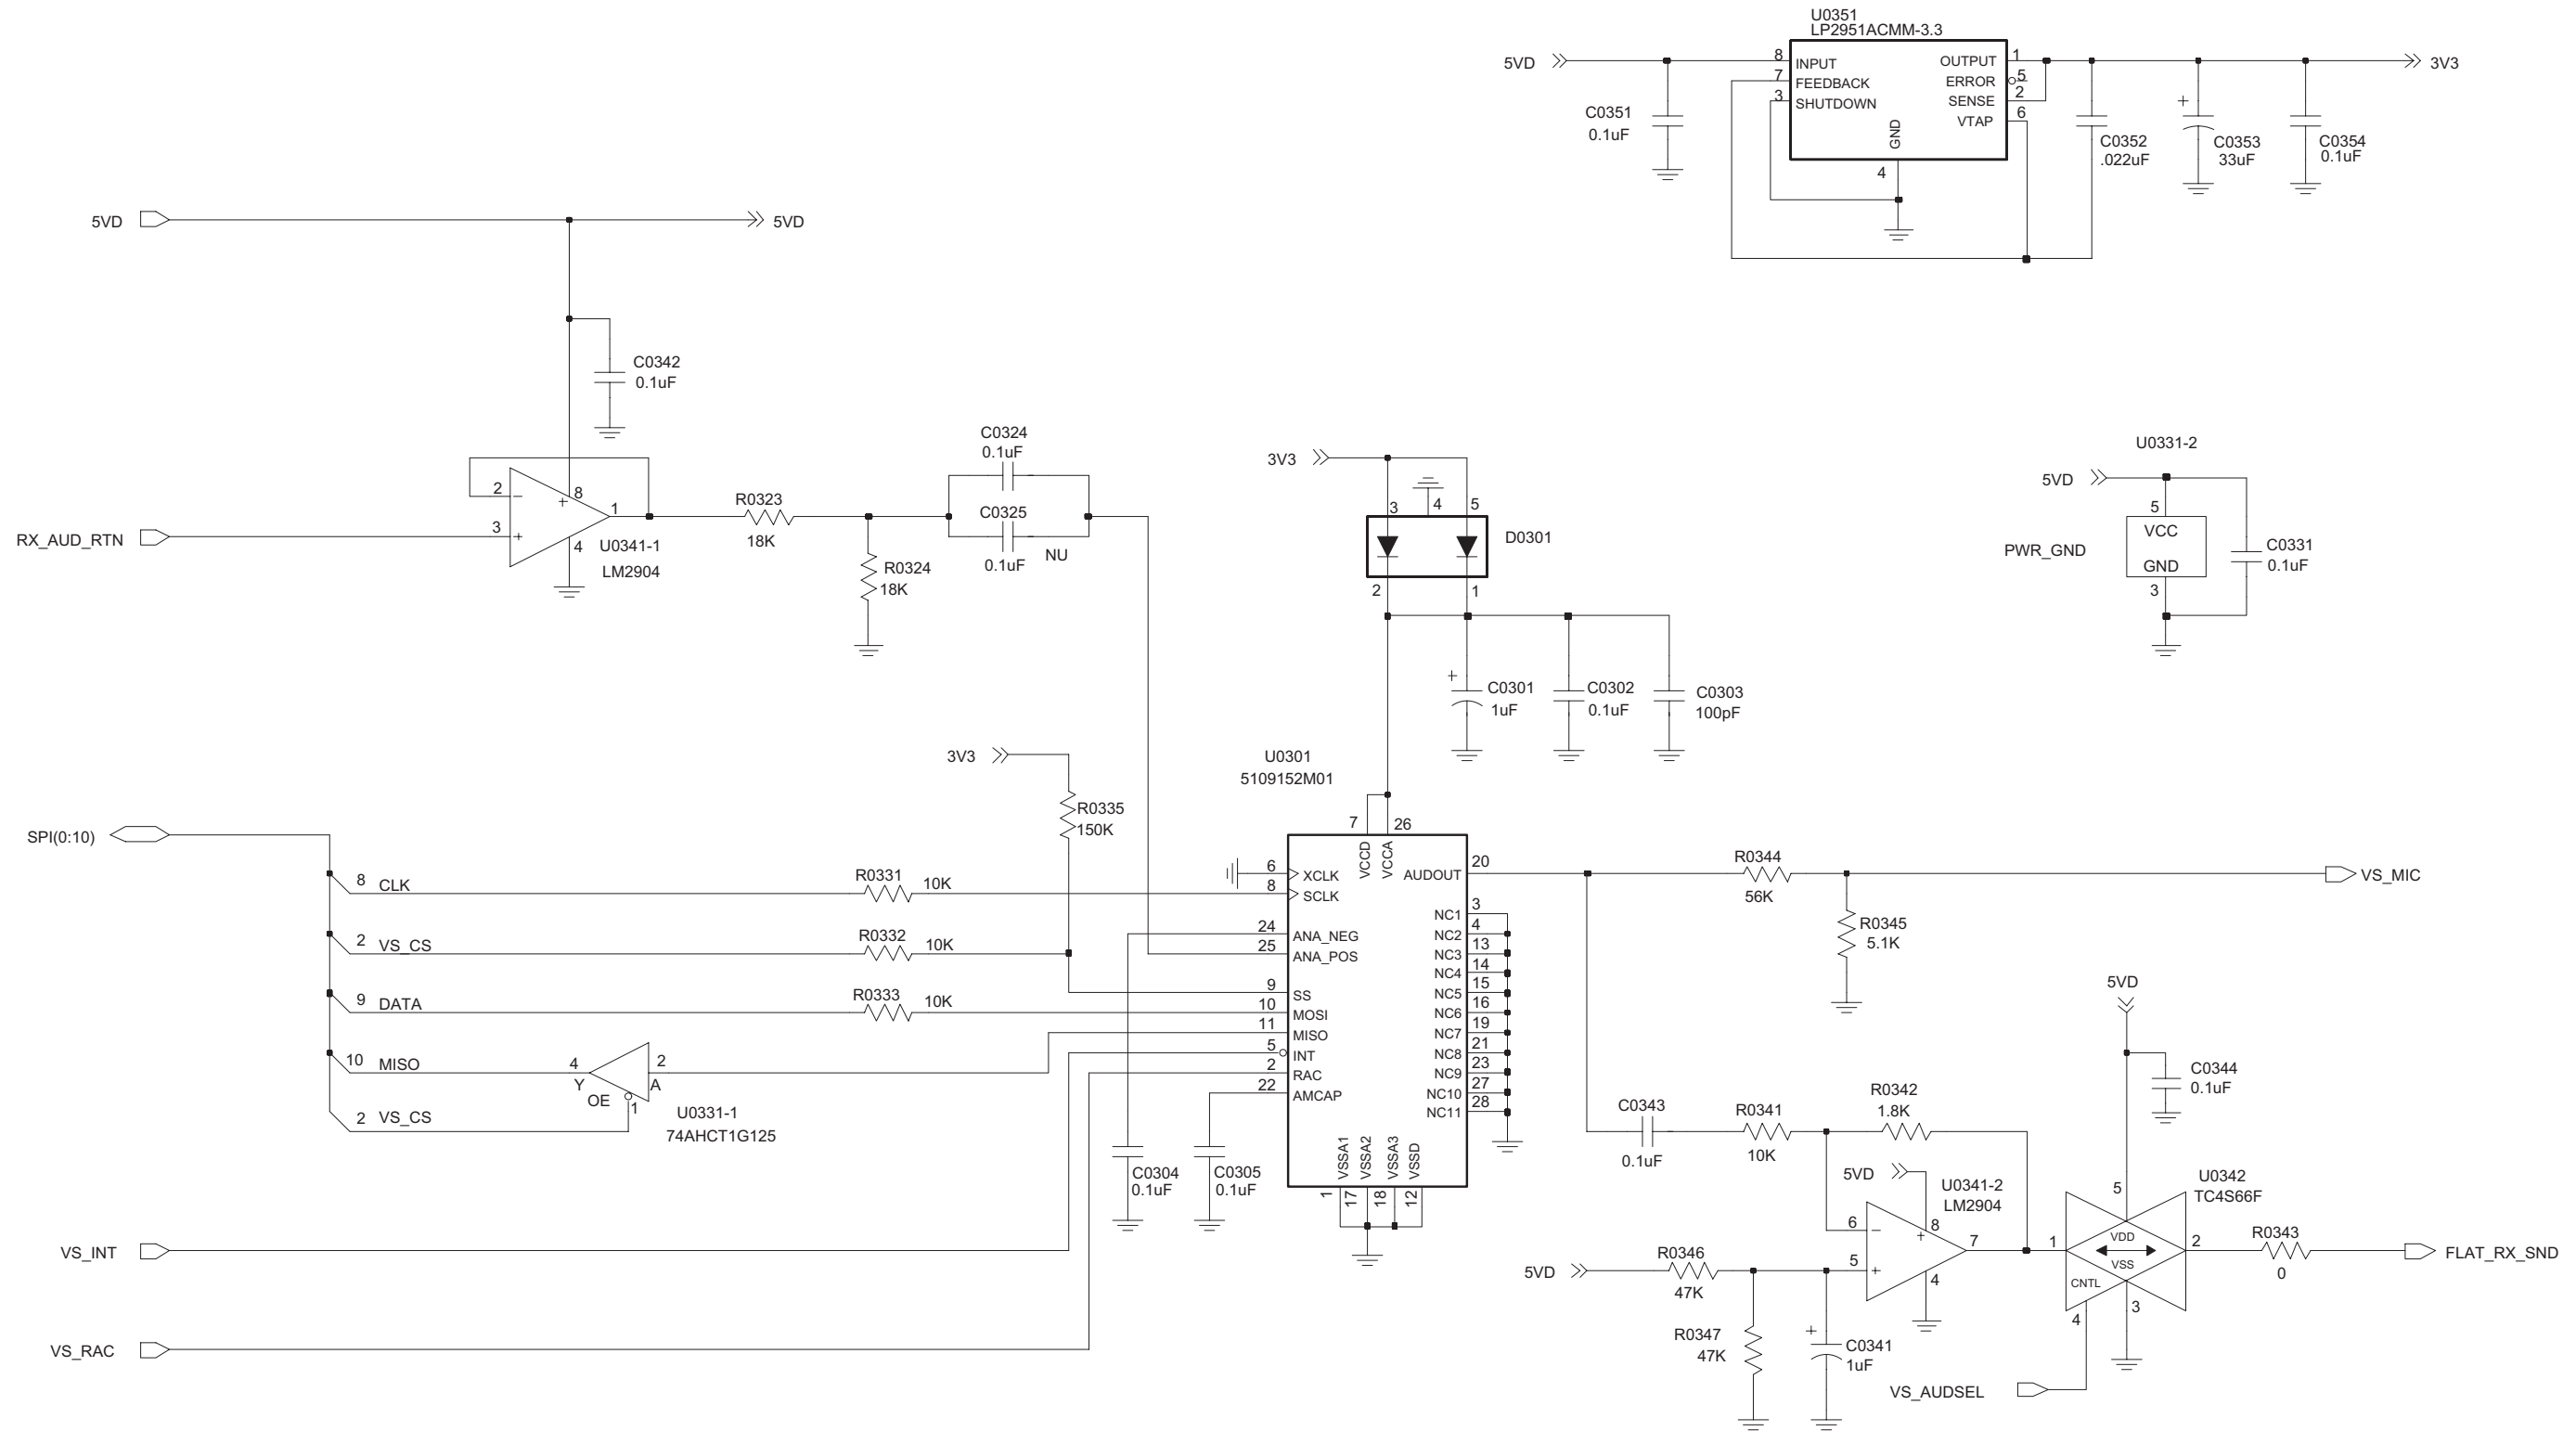 U0351
LP2951ACMM-3.3
5VD
8
INPUT
7
FEEDBACK
3
SHUTDOWN
GND
4
OUTPUT
1
ERROR
5
SENSE
2
VTAP
6
3V3
C0351
0.1uF
C0352
.022uF
+
C0353
33uF
C0354
0.1uF
5VD
5VD
C0342
0.1uF
RX_AUD_RTN
2
−
3
+
+
8
1
4
U0341-1
LM2904
R0323
18K
R0324
18K
C0324
0.1uF
C0325
0.1uF
NU
3V3
3
4
5
D0301
2
1
+
C0301
1uF
C0302
0.1uF
C0303
100pF
U0331-2
5VD
5
VCC
PWR_GND
GND
3
C0331
0.1uF
3V3
R0335
150K
U0301
5109152M01
7
26
VCCD
VCCA
SPI(0:10)
8
CLK
R0331
10K
2
VS_CS
R0332
10K
9
DATA
R0333
10K
10
MISO
4
Y
2
A
OE
1
2
VS_CS
U0331-1
74AHCT1G125
6
XCLK
8
SCLK
24
ANA_NEG
25
ANA_POS
9
SS
10
MOSI
11
MISO
5
INT
2
RAC
22
AMCAP
AUDOUT
20
NC1
3
NC2
4
NC3
13
NC4
14
NC5
15
NC6
16
NC7
19
NC8
21
NC9
23
NC10
27
NC11
28
VSSA1
VSSA2
VSSA3
VSSD
1
17
18
12
C0304
0.1uF
C0305
0.1uF
VS_INT
VS_RAC
R0344
56K
VS_MIC
R0345
5.1K
C0343
0.1uF
R0341
10K
R0342
1.8K
5VD
U0341-2
LM2904
6
−
5
+
+
8
7
4
5VD
R0346
47K
R0347
47K
+
C0341
1uF
5VD
C0344
0.1uF
U0342
TC4S66F
5
1
VDD
VSS
CNTL
2
3
4
R0343
0
FLAT_RX_SND
VS_AUDSEL